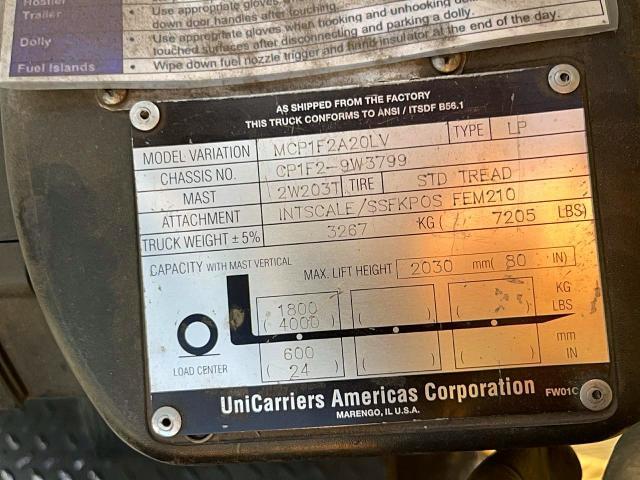 Hostler
Trailer
• Use appropriate gloves w
down door handles after touching.
Dolly
• Use appropriate gloves when hooking and unhooking
touched surfaces after disconnecting and parking a dolly.
Fuel Islands
• Wipe down fuel nozzle trigger and hand insulator at the end of the day.
AS SHIPPED FROM THE FACTORY
THIS TRUCK CONFORMS TO ANSI / ITSDF B56.1
MODEL VARIATION MCP1F2A20LV TYPE LP
CHASSIS NO. CP1F2-9W3799
MAST 2W203T TIRE STD TREAD
ATTACHMENT INTSCALE/SSFKPOS FEM210
TRUCK WEIGHT ± 5% 3267 KG ( 7205 LBS)
CAPACITY WITH MAST VERTICAL MAX. LIFT HEIGHT 2030 mm( 80 IN)
1800 KG
( 4000 ) ( ) ( ) LBS
600 mm
LOAD CENTER ( 24 ) ( ) ( ) IN
UniCarriers Americas Corporation
MARENGO, IL U.S.A.
FW01C